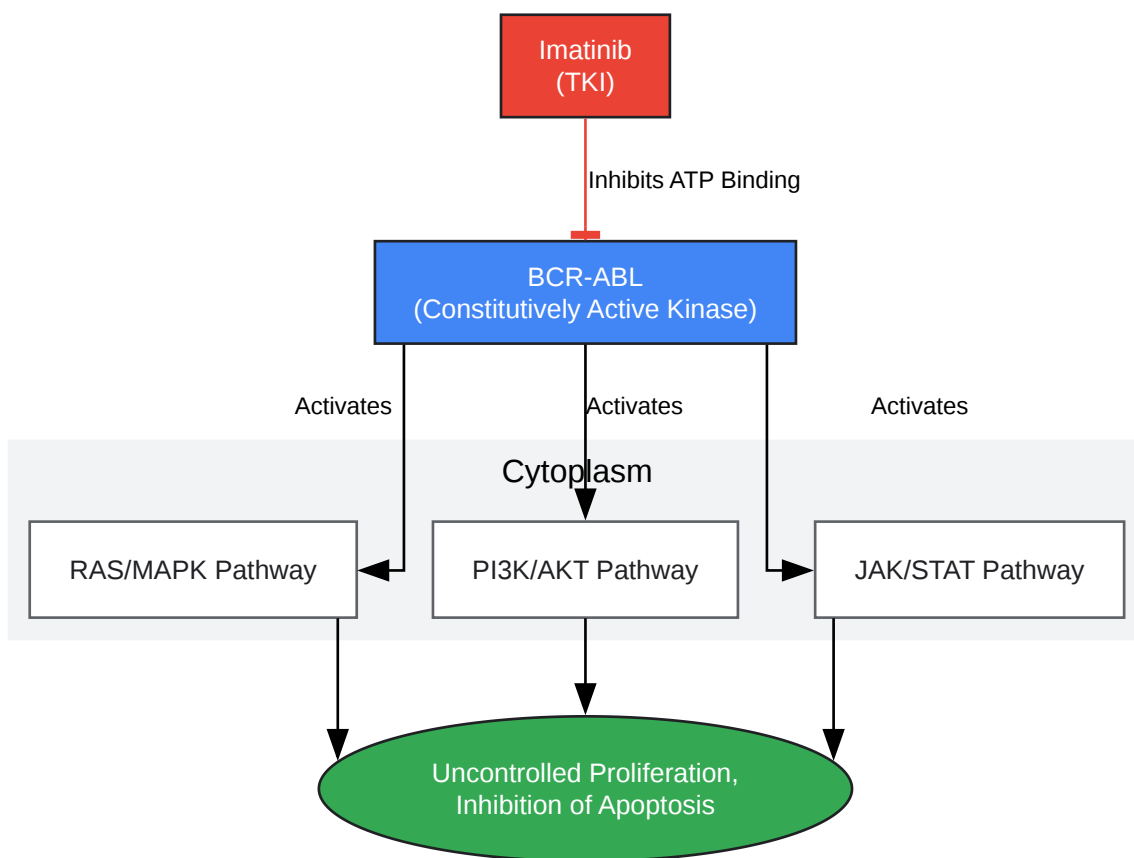 Imatinib
(TKI)
Inhibits ATP Binding
BCR-ABL
(Constitutively Active Kinase)
Activates
Activates
Activates
Cytoplasm
RAS/MAPK Pathway
PI3K/AKT Pathway
JAK/STAT Pathway
Uncontrolled Proliferation,
Inhibition of Apoptosis